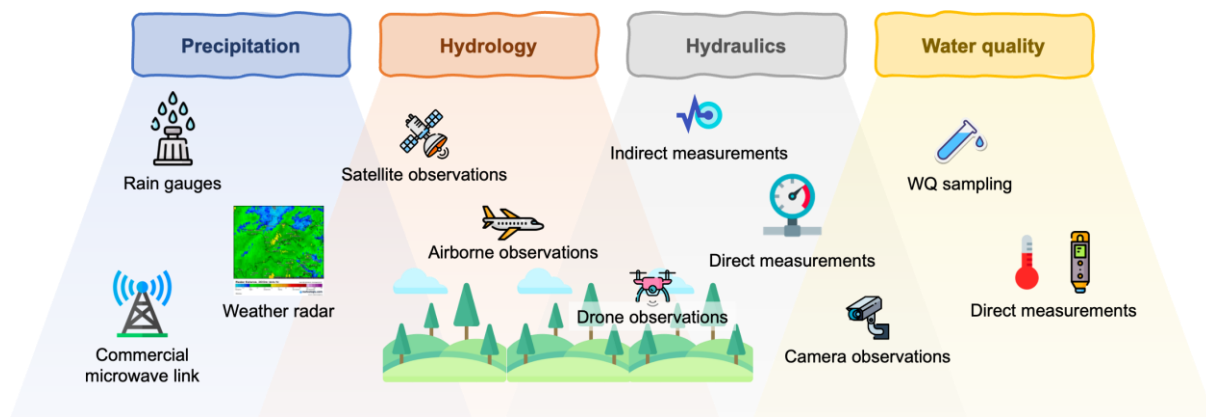 Precipitation
Hydrology
Hydraulics
Water quality
Rain gauges
Satellite observations
Indirect measurements
WQ sampling
Airborne observations
Direct measurements
Weather radar
Drone observations
Direct measurements
Commercial
microwave link
Camera observations